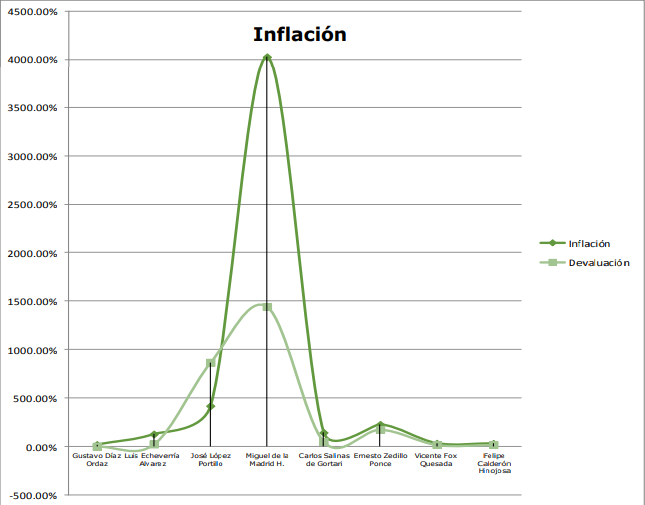 Inflación
4500.00%
4000.00%
3500.00%
3000.00%
2500.00%
2000.00%
1500.00%
1000.00%
500.00%
0.00%
-500.00%
Gustavo Díaz
Ordaz
Luis Echeverría
Alvarez
José López
Portillo
Miguel de la
Madrid H.
Carlos Salinas
de Gortari
Ernesto Zedillo
Ponce
Vicente Fox
Quesada
Felipe
Calderón
Hinojosa
Inflación
Devaluación